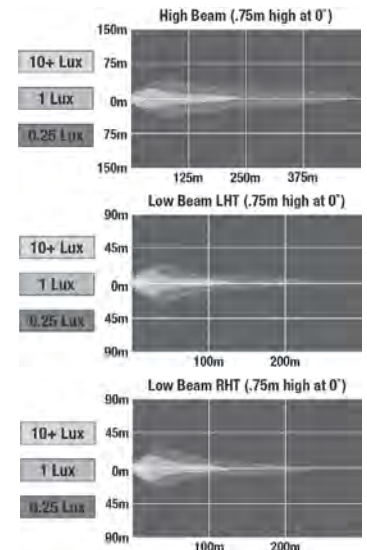 High Beam (.75m high at 0°)
150m
10+ Lux
75m
1 Lux
0m
0.25 Lux
75m
150m
125m 250m 375m
Low Beam LHT (.75m high at 0°)
90m
10+ Lux
45m
1 Lux
0m
0.25 Lux
45m
90m
100m 200m
Low Beam RHT (.75m high at 0°)
90m
10+ Lux
45m
1 Lux
0m
0.25 Lux
45m
90m
100m 200m